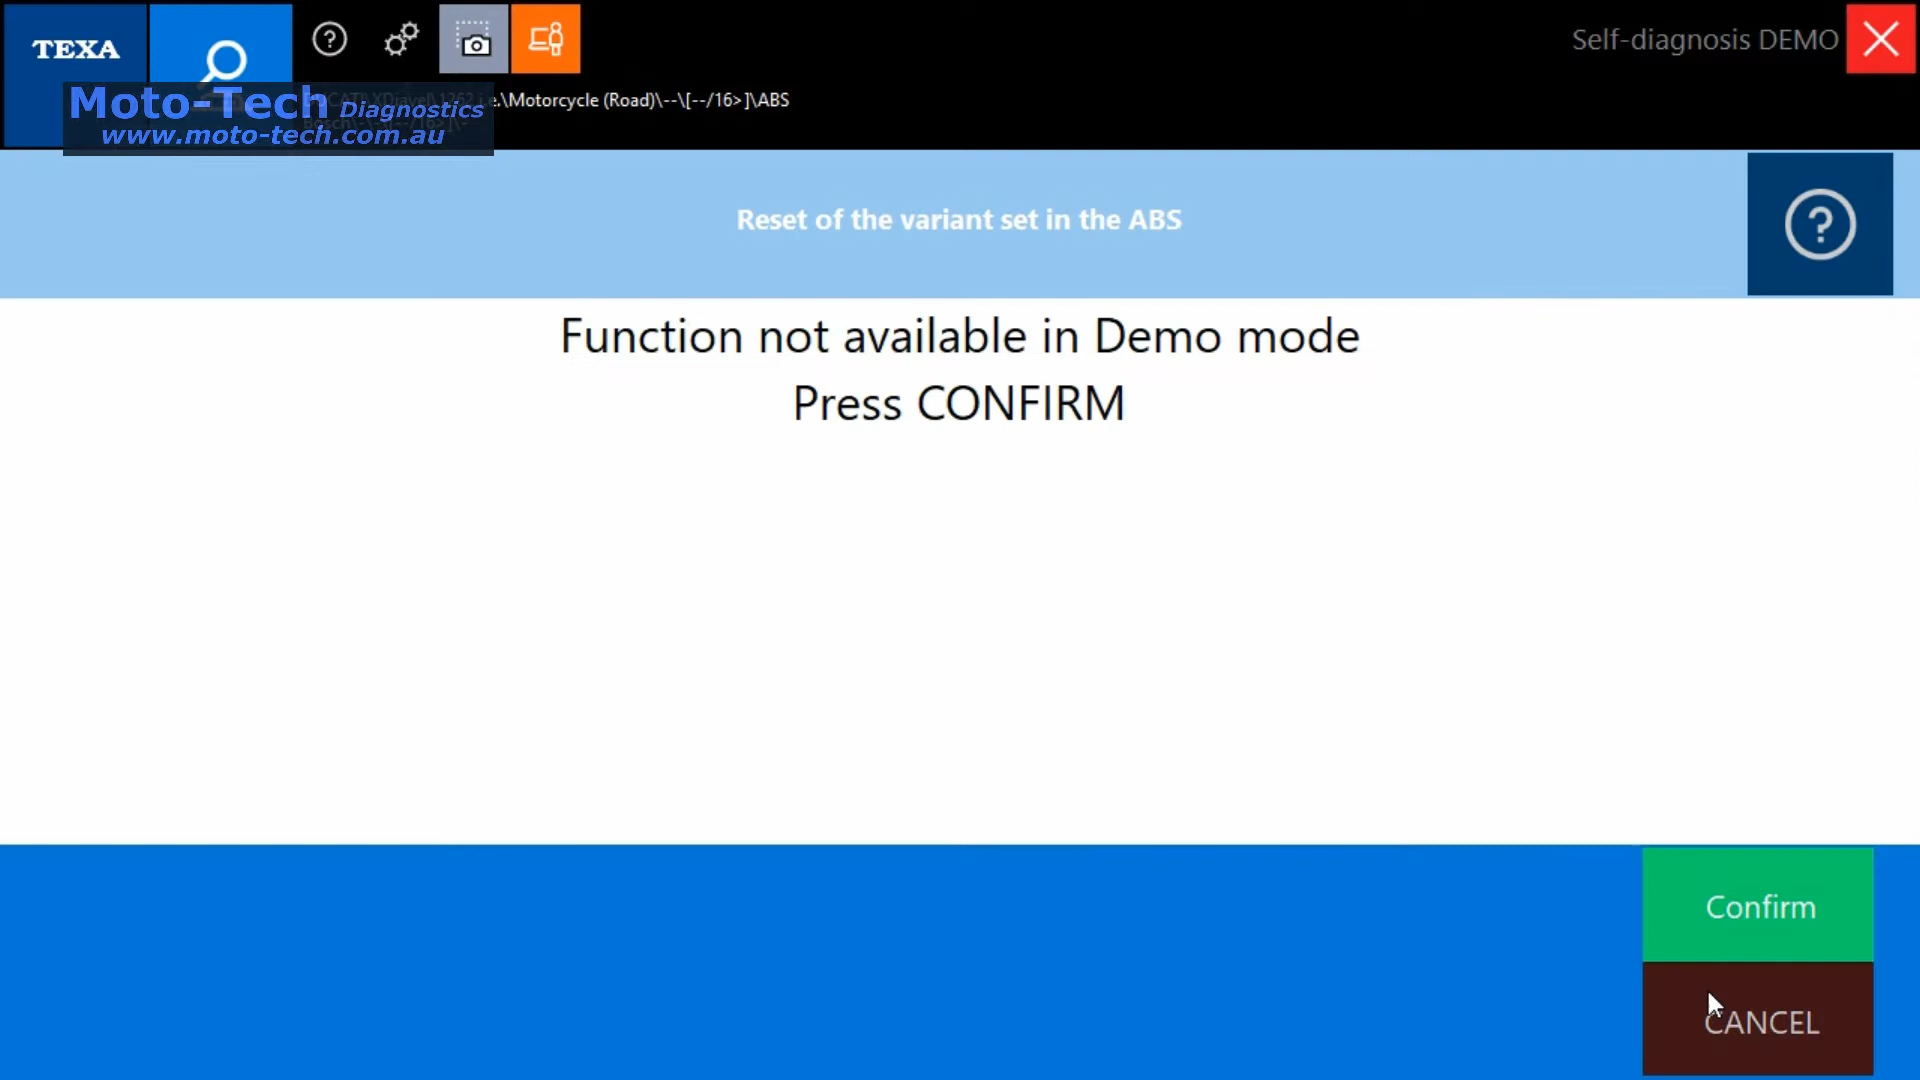 TEXA
Self-diagnosis DEMO
Moto-Tech Diagnostics
www.moto-tech.com.au
1262 i.e.\Motorcycle (Road)\--\[--/16>]\ABS
Reset of the variant set in the ABS
Function not available in Demo mode
Press CONFIRM
Confirm
CANCEL